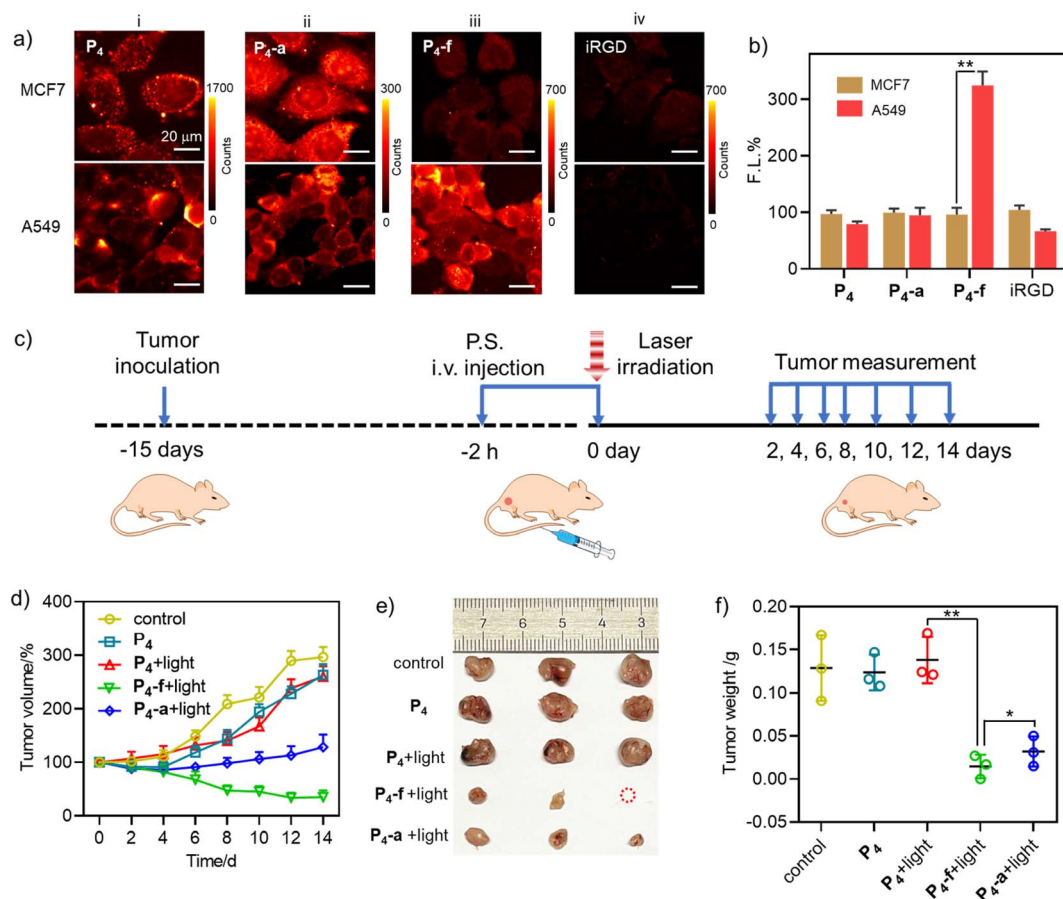 a)
i
ii
iii
iv
P4
P4-a
P4-f
iRGD
MCF7
A549
20 μm
1700
Counts
0
300
Counts
0
700
Counts
0
700
Counts
0
b)
F.L.%
300
200
100
0
MCF7
A549
**
P4
P4-a
P4-f
iRGD
c)
Tumor
inoculation
P.S.
i.v. injection
Laser
irradiation
Tumor measurement
-15 days
-2 h
0 day
2, 4, 6, 8, 10, 12, 14 days
d)
Tumor volume/%
400
300
200
100
0
control
P4
P4+light
P4-f+light
P4-a+light
0 2 4 6 8 10 12 14
Time/d
e)
7 6 5 4 3
control
P4
P4+light
P4-f +light
P4-a +light
f)
Tumor weight /g
0.20
0.15
0.10
0.05
0.00
-0.05
**
*
control
P4
P4+light
P4-f+light
P4-a+light